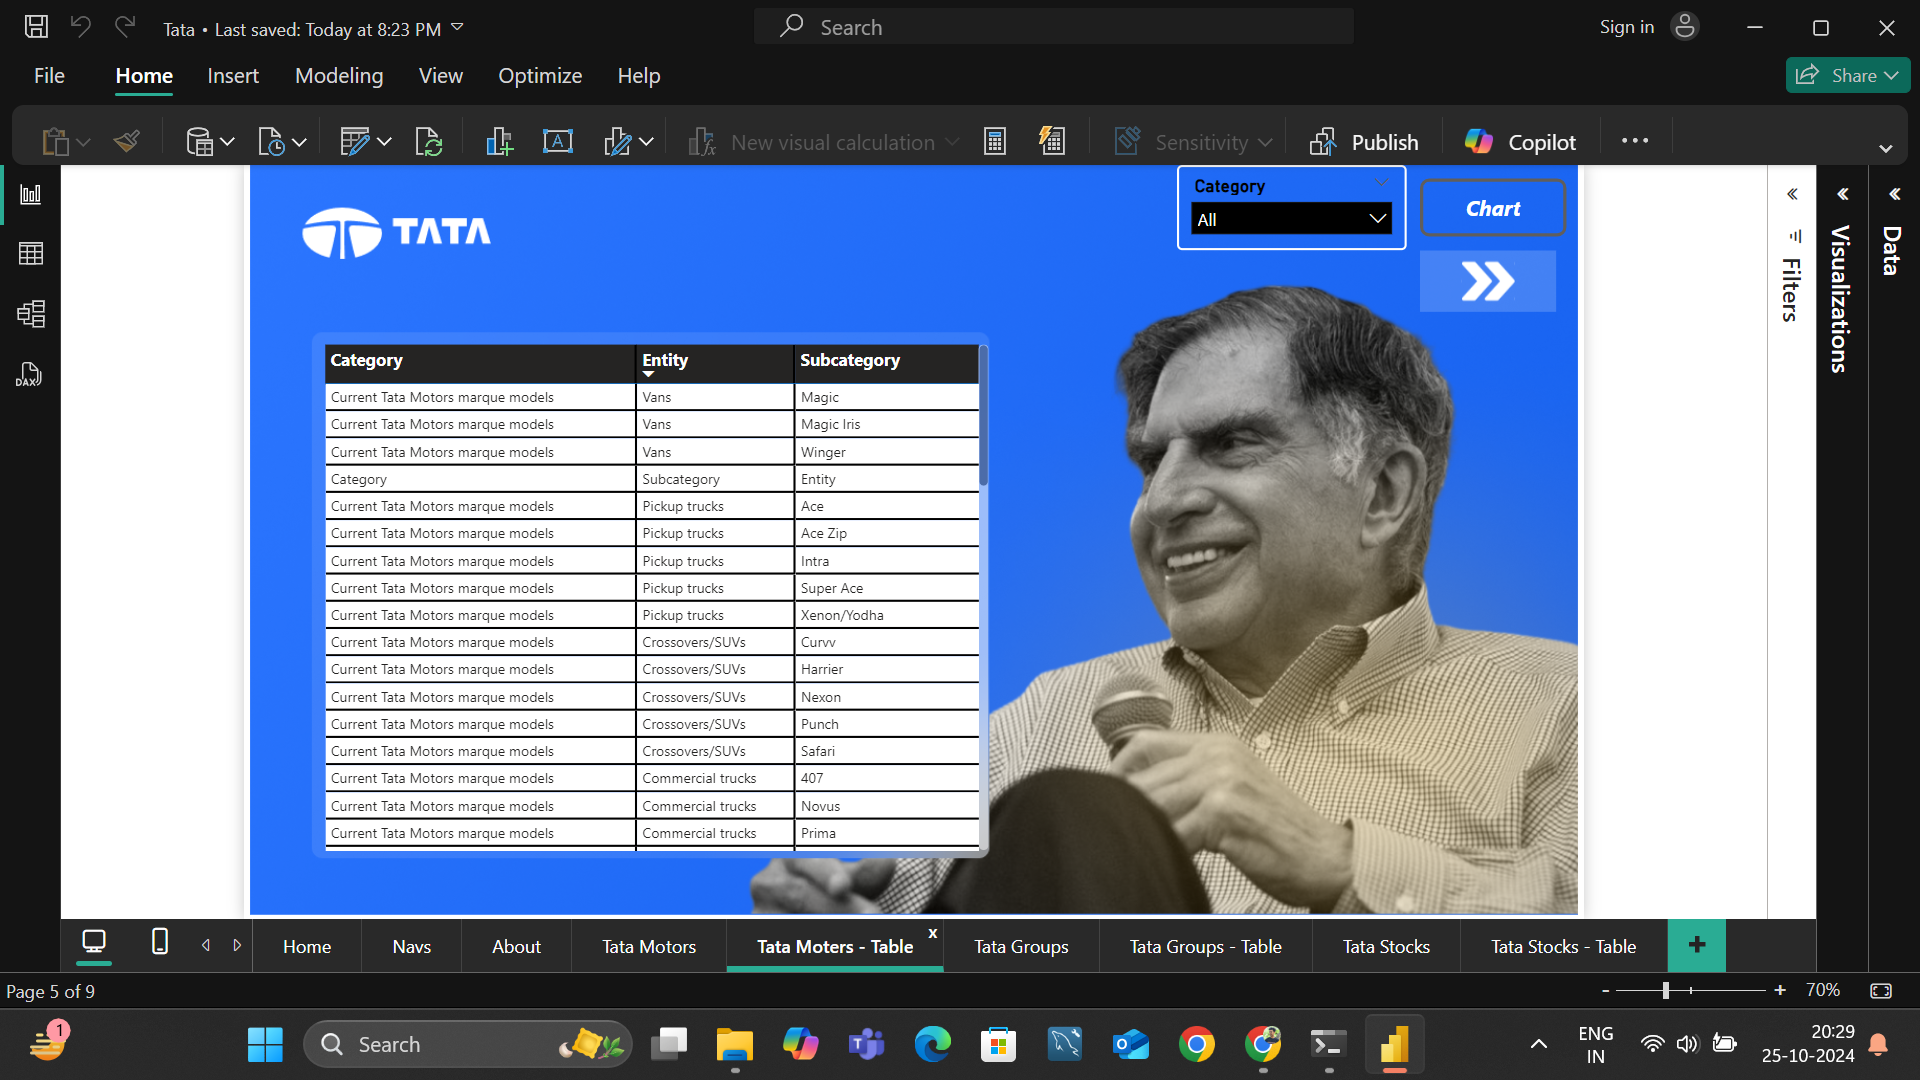 Tata • Last saved: Today at 8:23 PM
Search
Sign in
File
Home
Insert
Modeling
View
Optimize
Help
Share
New visual calculation
Sensitivity
Publish
Copilot
TATA
Category
All
Chart
Filters
Visualizations
Data
DAX
Category Entity Subcategory
Current Tata Motors marque models Vans Magic
Current Tata Motors marque models Vans Magic Iris
Current Tata Motors marque models Vans Winger
Category Subcategory Entity
Current Tata Motors marque models Pickup trucks Ace
Current Tata Motors marque models Pickup trucks Ace Zip
Current Tata Motors marque models Pickup trucks Intra
Current Tata Motors marque models Pickup trucks Super Ace
Current Tata Motors marque models Pickup trucks Xenon/Yodha
Current Tata Motors marque models Crossovers/SUVs Curvv
Current Tata Motors marque models Crossovers/SUVs Harrier
Current Tata Motors marque models Crossovers/SUVs Nexon
Current Tata Motors marque models Crossovers/SUVs Punch
Current Tata Motors marque models Crossovers/SUVs Safari
Current Tata Motors marque models Commercial trucks 407
Current Tata Motors marque models Commercial trucks Novus
Current Tata Motors marque models Commercial trucks Prima
Home
Navs
About
Tata Motors
Tata Moters - Table
x
Tata Groups
Tata Groups - Table
Tata Stocks
Tata Stocks - Table
+
Page 5 of 9
- + 70%
1
Search
ENG
IN
20:29
25-10-2024